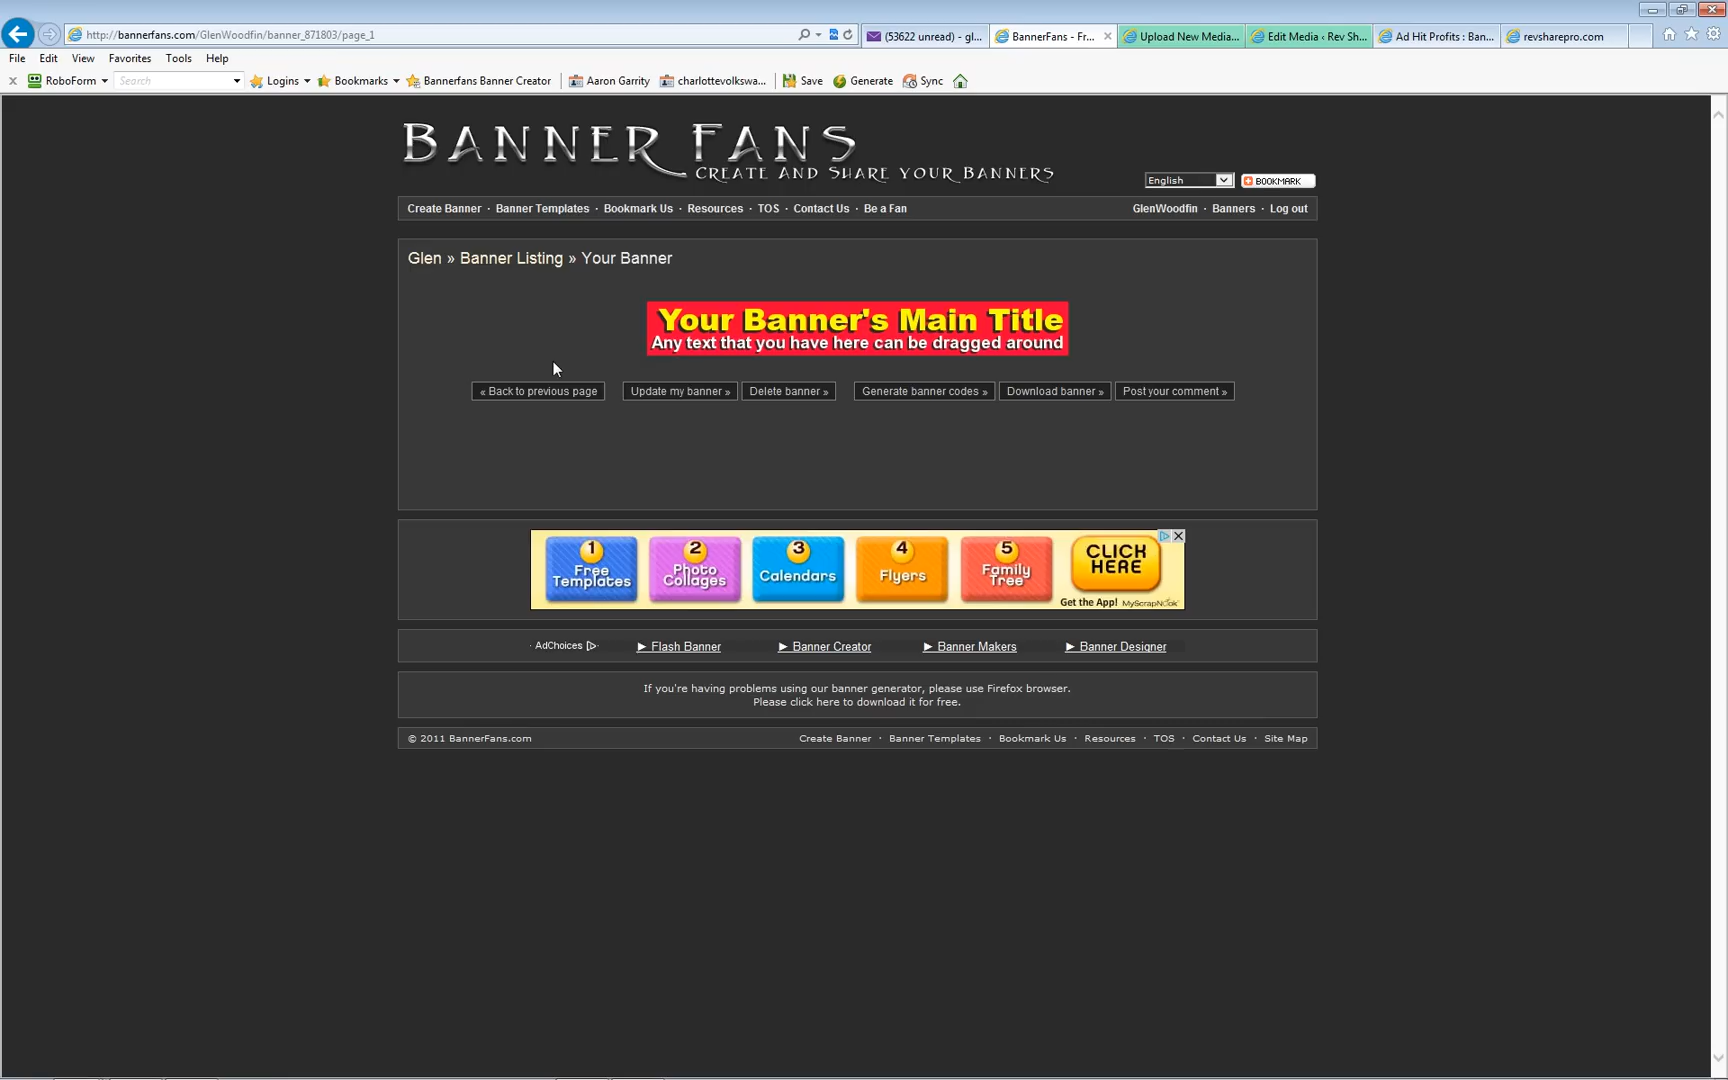 http://bannerfans.com/GlenWoodfin/banner_871803/page_1
(53622 unread) - gl...
BannerFans - Fr...
Upload New Media...
Edit Media ‹ Rev Sh...
Ad Hit Profits : Ban...
revsharepro.com
File Edit View Favorites Tools Help
RoboForm Search Logins Bookmarks Bannerfans Banner Creator Aaron Garrity charlottevolkswa... Save Generate Sync
BANNER FANS
CREATE AND SHARE YOUR BANNERS
English BOOKMARK
Create Banner · Banner Templates · Bookmark Us · Resources · TOS · Contact Us · Be a Fan GlenWoodfin · Banners · Log out
Glen » Banner Listing » Your Banner
Your Banner's Main Title
Any text that you have here can be dragged around
« Back to previous page Update my banner » Delete banner » Generate banner codes » Download banner » Post your comment »
1 Free Templates
2 Photo Collages
3 Calendars
4 Flyers
5 Family Tree
CLICK HERE
Get the App! MyScrapNook
AdChoices Flash Banner Banner Creator Banner Makers Banner Designer
If you're having problems using our banner generator, please use Firefox browser.
Please click here to download it for free.
© 2011 BannerFans.com Create Banner · Banner Templates · Bookmark Us · Resources · TOS · Contact Us · Site Map